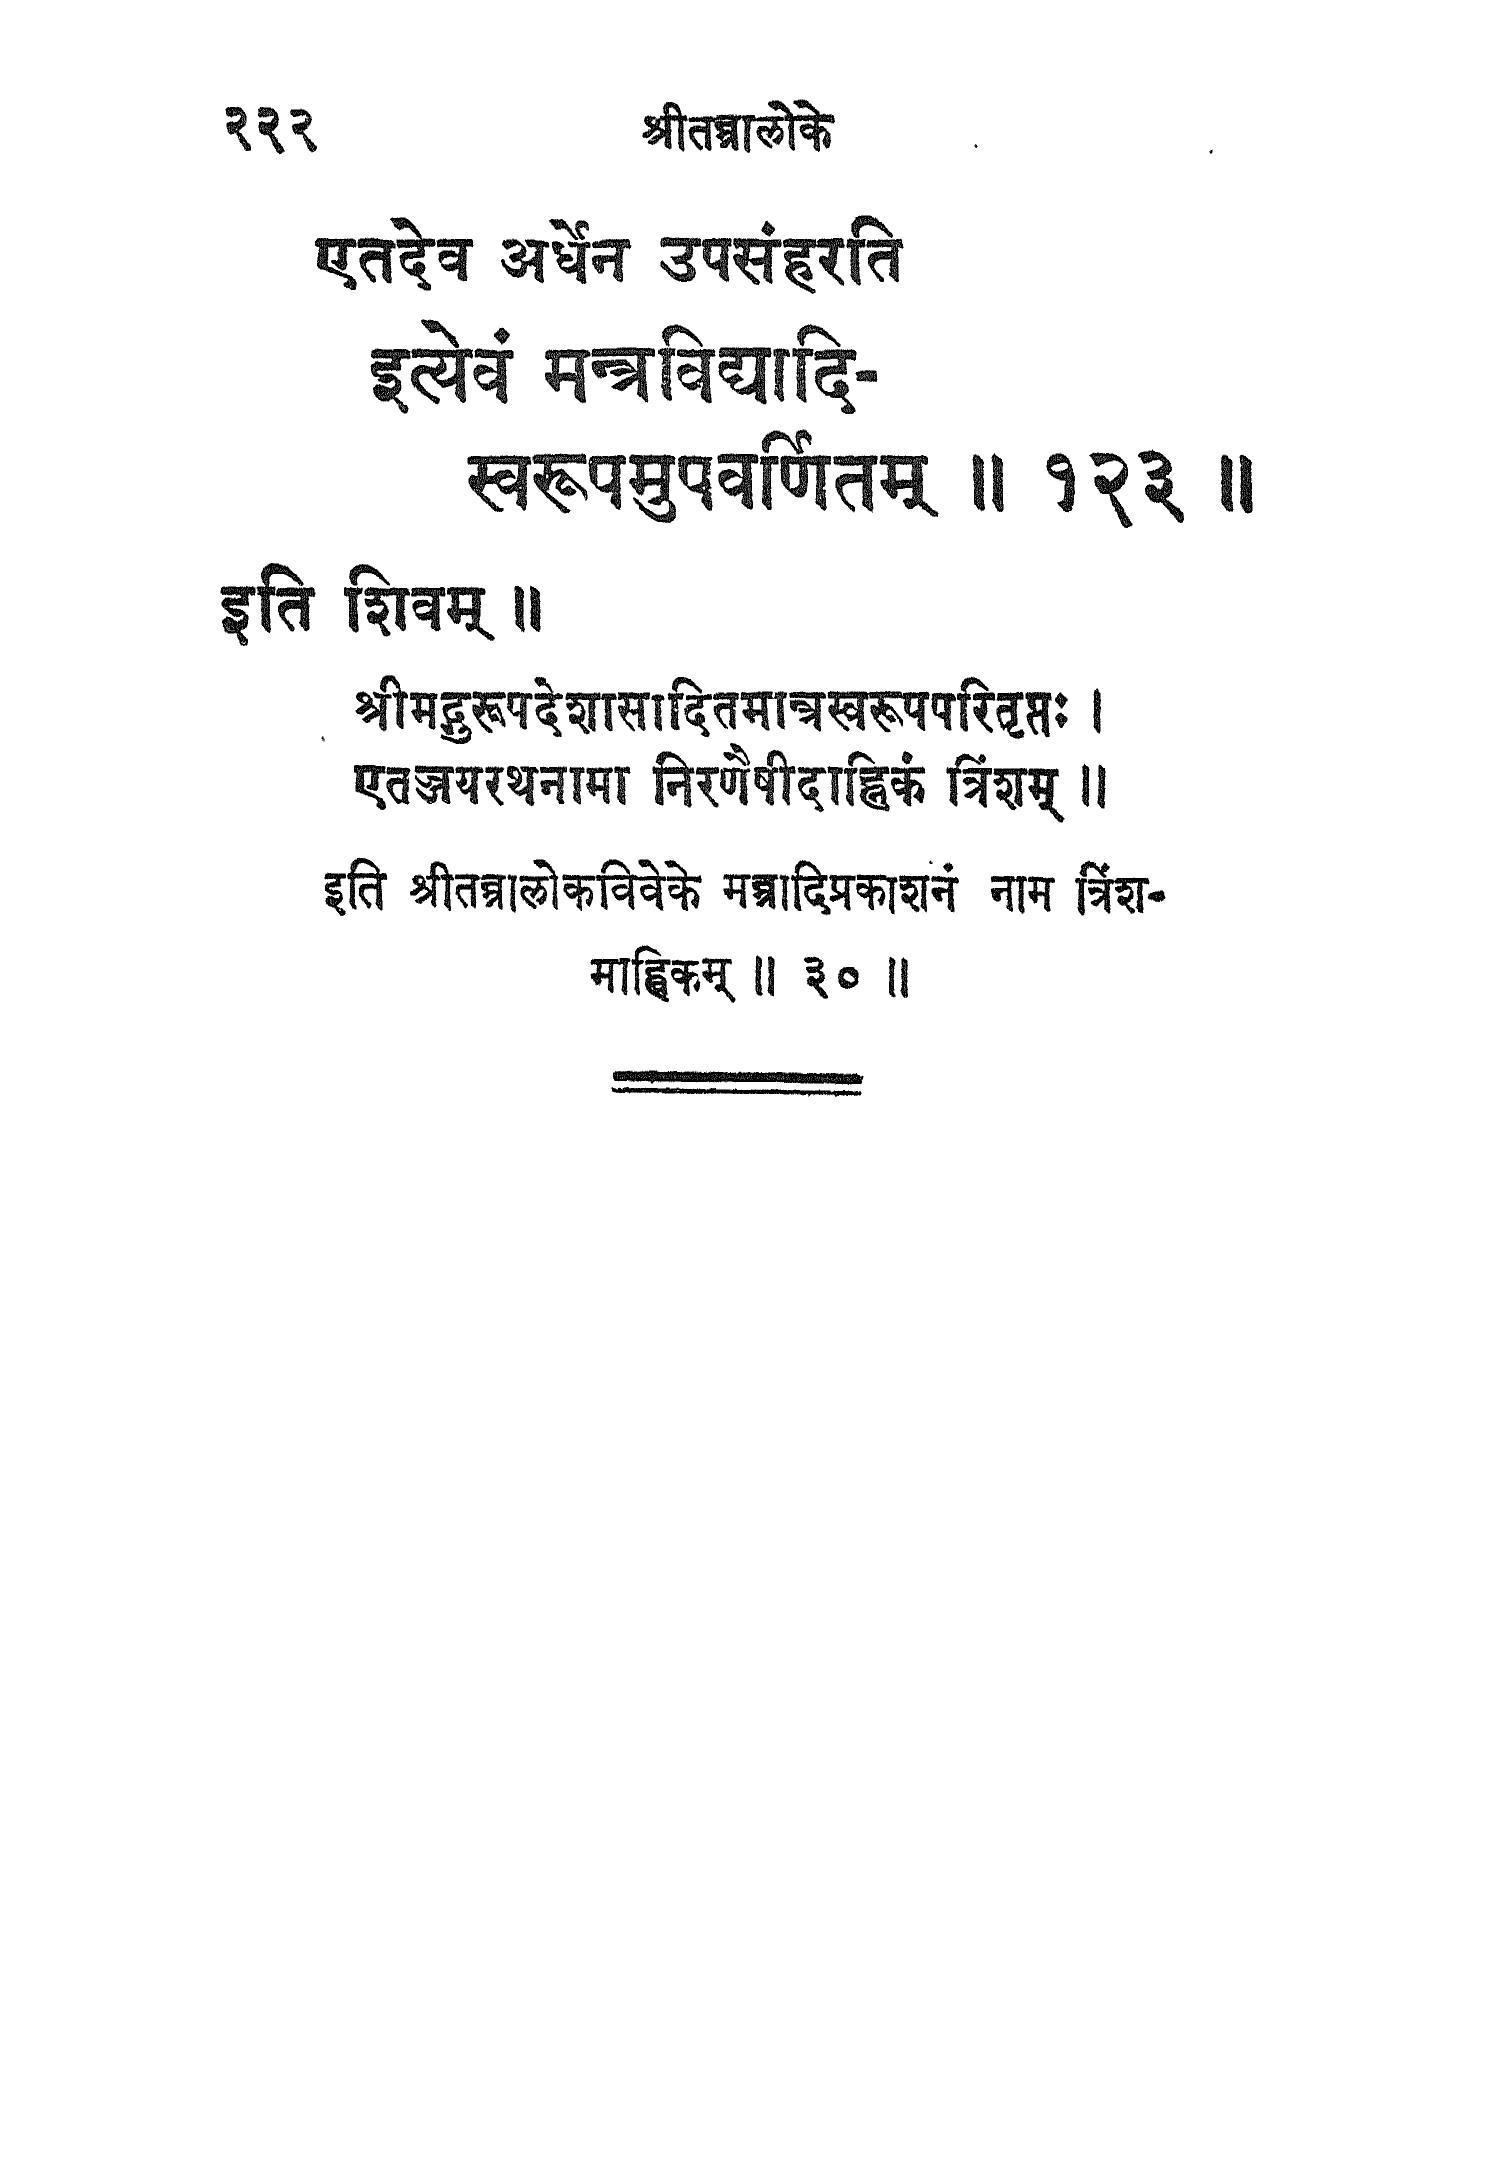 २२२ श्रीतन्त्रालोके
एतदेव अर्धेन उपसंहरति
इत्येवं मन्त्रविद्यादि-
स्वरूपमुपवर्णितम् ॥ १२३ ॥
इति शिवम् ॥
श्रीमद्गुरूपदेशासादितमान्त्रस्वरूपपरितृप्तः ।
एतज्जयरथनामा निरणैषीदाह्निकं त्रिंशम् ॥
इति श्रीतन्त्रालोकविवेके मन्त्रादिप्रकाशनं नाम त्रिंश-
माह्निकम् ॥ ३० ॥